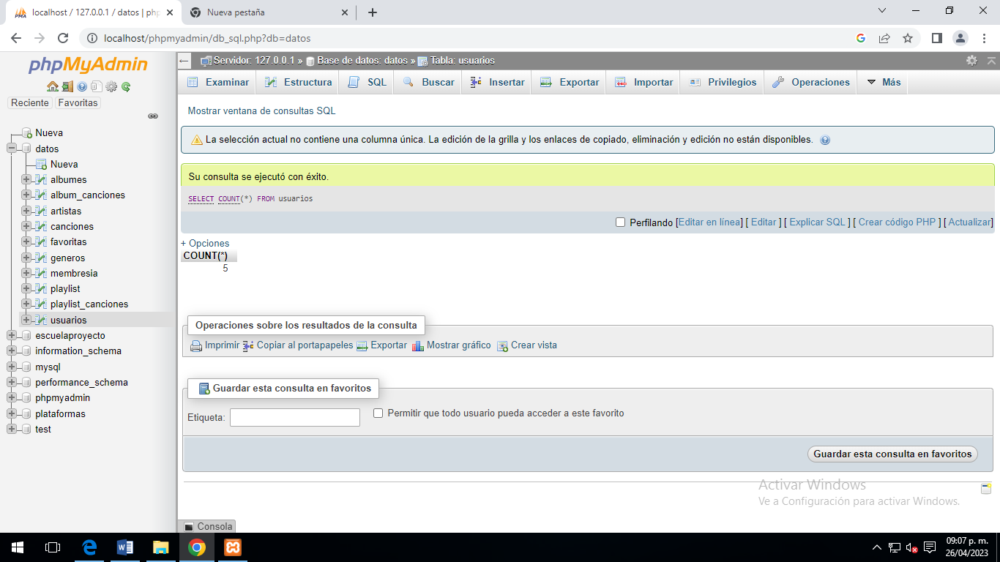 localhost / 127.0.0.1 / datos | php
Nueva pestaña
localhost/phpmyadmin/db_sql.php?db=datos
phpMyAdmin
Reciente Favoritas
Nueva
datos
Nueva
albumes
album_canciones
artistas
canciones
favoritas
generos
membresia
playlist
playlist_canciones
usuarios
escuelaproyecto
information_schema
mysql
performance_schema
phpmyadmin
plataformas
test
Servidor: 127.0.0.1 » Base de datos: datos » Tabla: usuarios
Examinar Estructura SQL Buscar Insertar Exportar Importar Privilegios Operaciones Más
Mostrar ventana de consultas SQL
La selección actual no contiene una columna única. La edición de la grilla y los enlaces de copiado, eliminación y edición no están disponibles.
Su consulta se ejecutó con éxito.
SELECT COUNT(*) FROM usuarios
Perfilando [Editar en línea] [ Editar ] [ Explicar SQL ] [ Crear código PHP ] [ Actualizar]
+ Opciones
COUNT(*)
5
Operaciones sobre los resultados de la consulta
Imprimir Copiar al portapapeles Exportar Mostrar gráfico Crear vista
Guardar esta consulta en favoritos
Etiqueta: Permitir que todo usuario pueda acceder a este favorito
Guardar esta consulta en favoritos
Activar Windows
Ve a Configuración para activar Windows.
Consola
09:07 p. m.
26/04/2023